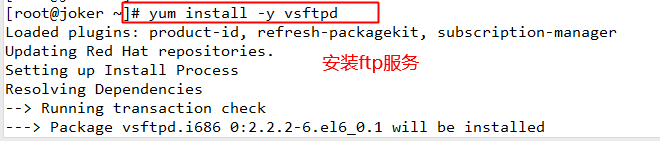 [root@joker ~]# yum install -y vsftpd
Loaded plugins: product-id, refresh-packagekit, subscription-manager
Updating Red Hat repositories.
Setting up Install Process
安装ftp服务
Resolving Dependencies
--> Running transaction check
---> Package vsftpd.i686 0:2.2.2-6.el6_0.1 will be installed